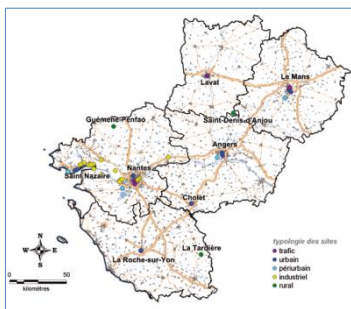 Laval
Le Mans
Guémené-Penfao
Saint-Denis-d'Anjou
Angers
Saint Nazaire
Nantes
Cholet
La Tardière
La Roche-sur-Yon
typologie des sites
trafic
urbain
périurbain
industriel
rural
N
W E
S
0 50
kilomètres